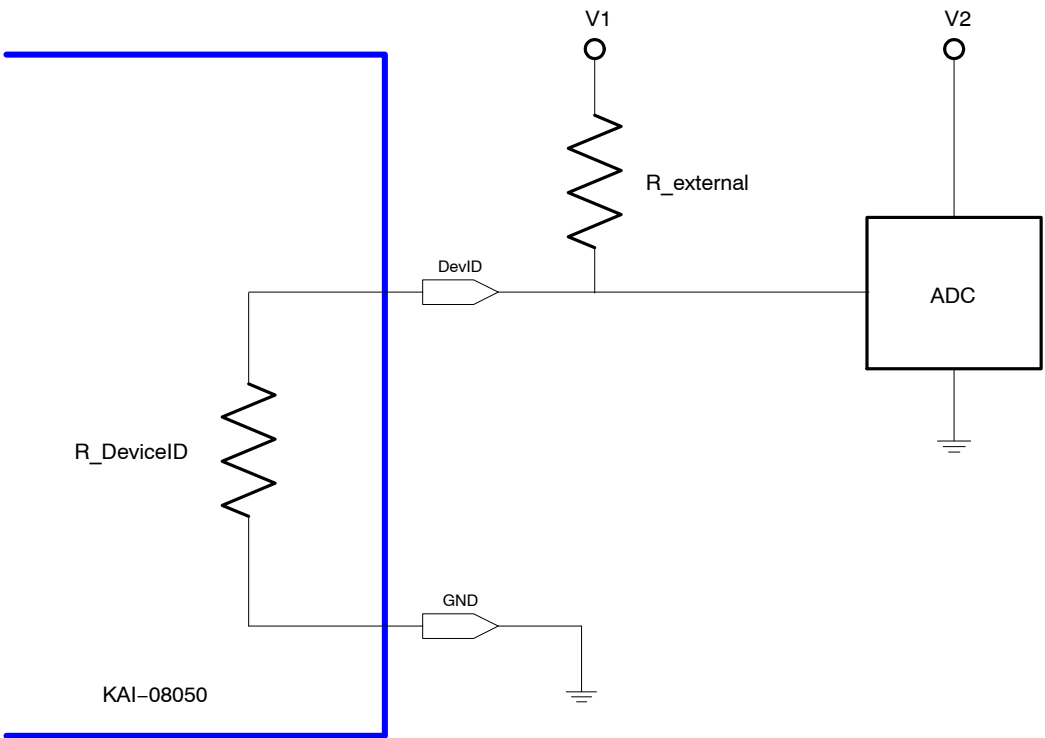 V1
V2
R_external
DevID
ADC
R_DeviceID
GND
KAI−08050